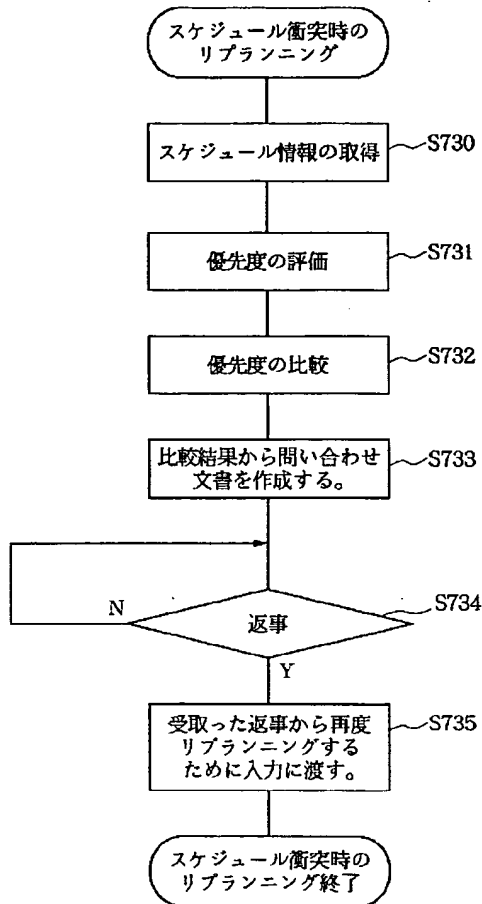 スケジュール衝突時の
リプランニング
スケジュール情報の取得
S730
優先度の評価
S731
優先度の比較
S732
比較結果から問い合わせ
文書を作成する。
S733
返事
S734
N
Y
受取った返事から再度
リプランニングする
ために入力に渡す。
S735
スケジュール衝突時の
リプランニング終了